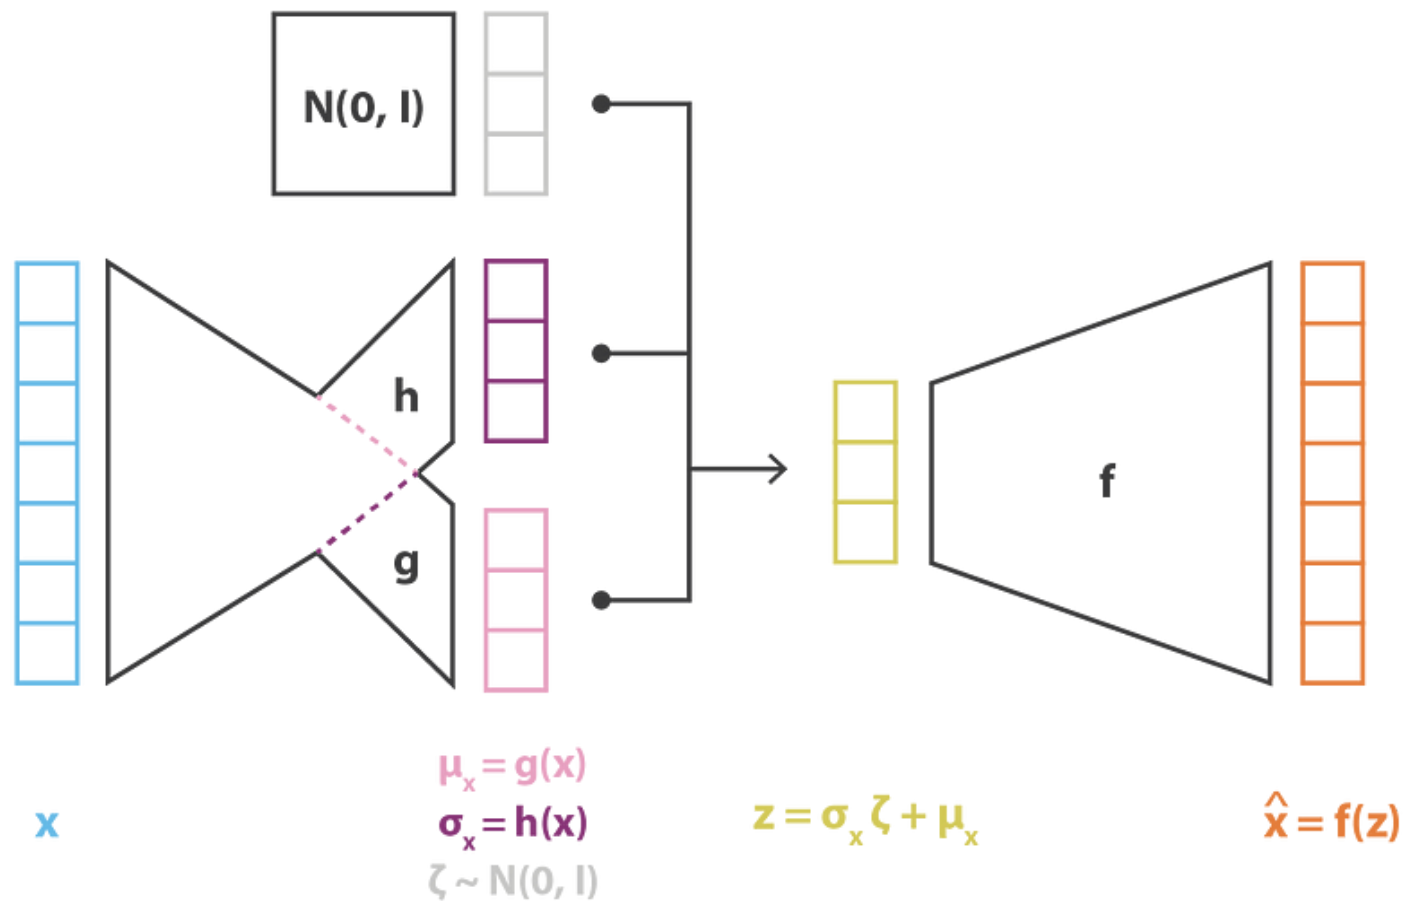 N(0, I)
h
g
f
μₓ = g(x)
σₓ = h(x)
ζ ~ N(0, I)
x
z = σₓ ζ + μₓ
x̂ = f(z)